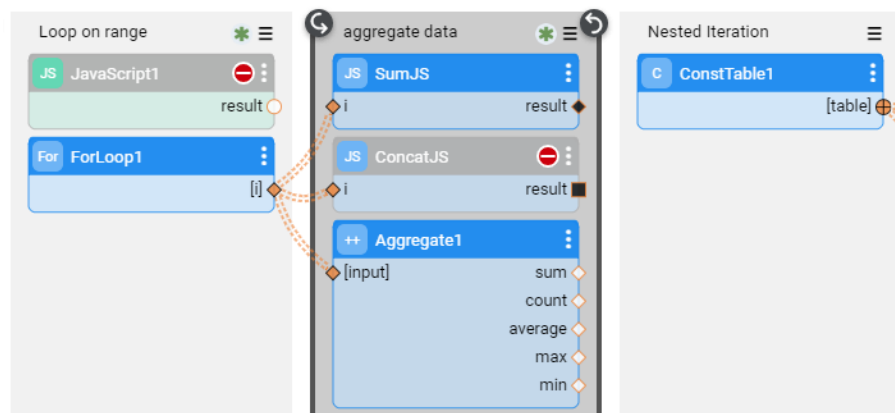 Loop on range
JS JavaScript1
result
For ForLoop1
[i]
aggregate data
JS SumJS
i result
JS ConcatJS
i result
++ Aggregate1
[input] sum
count
average
max
min
Nested Iteration
C ConstTable1
[table]